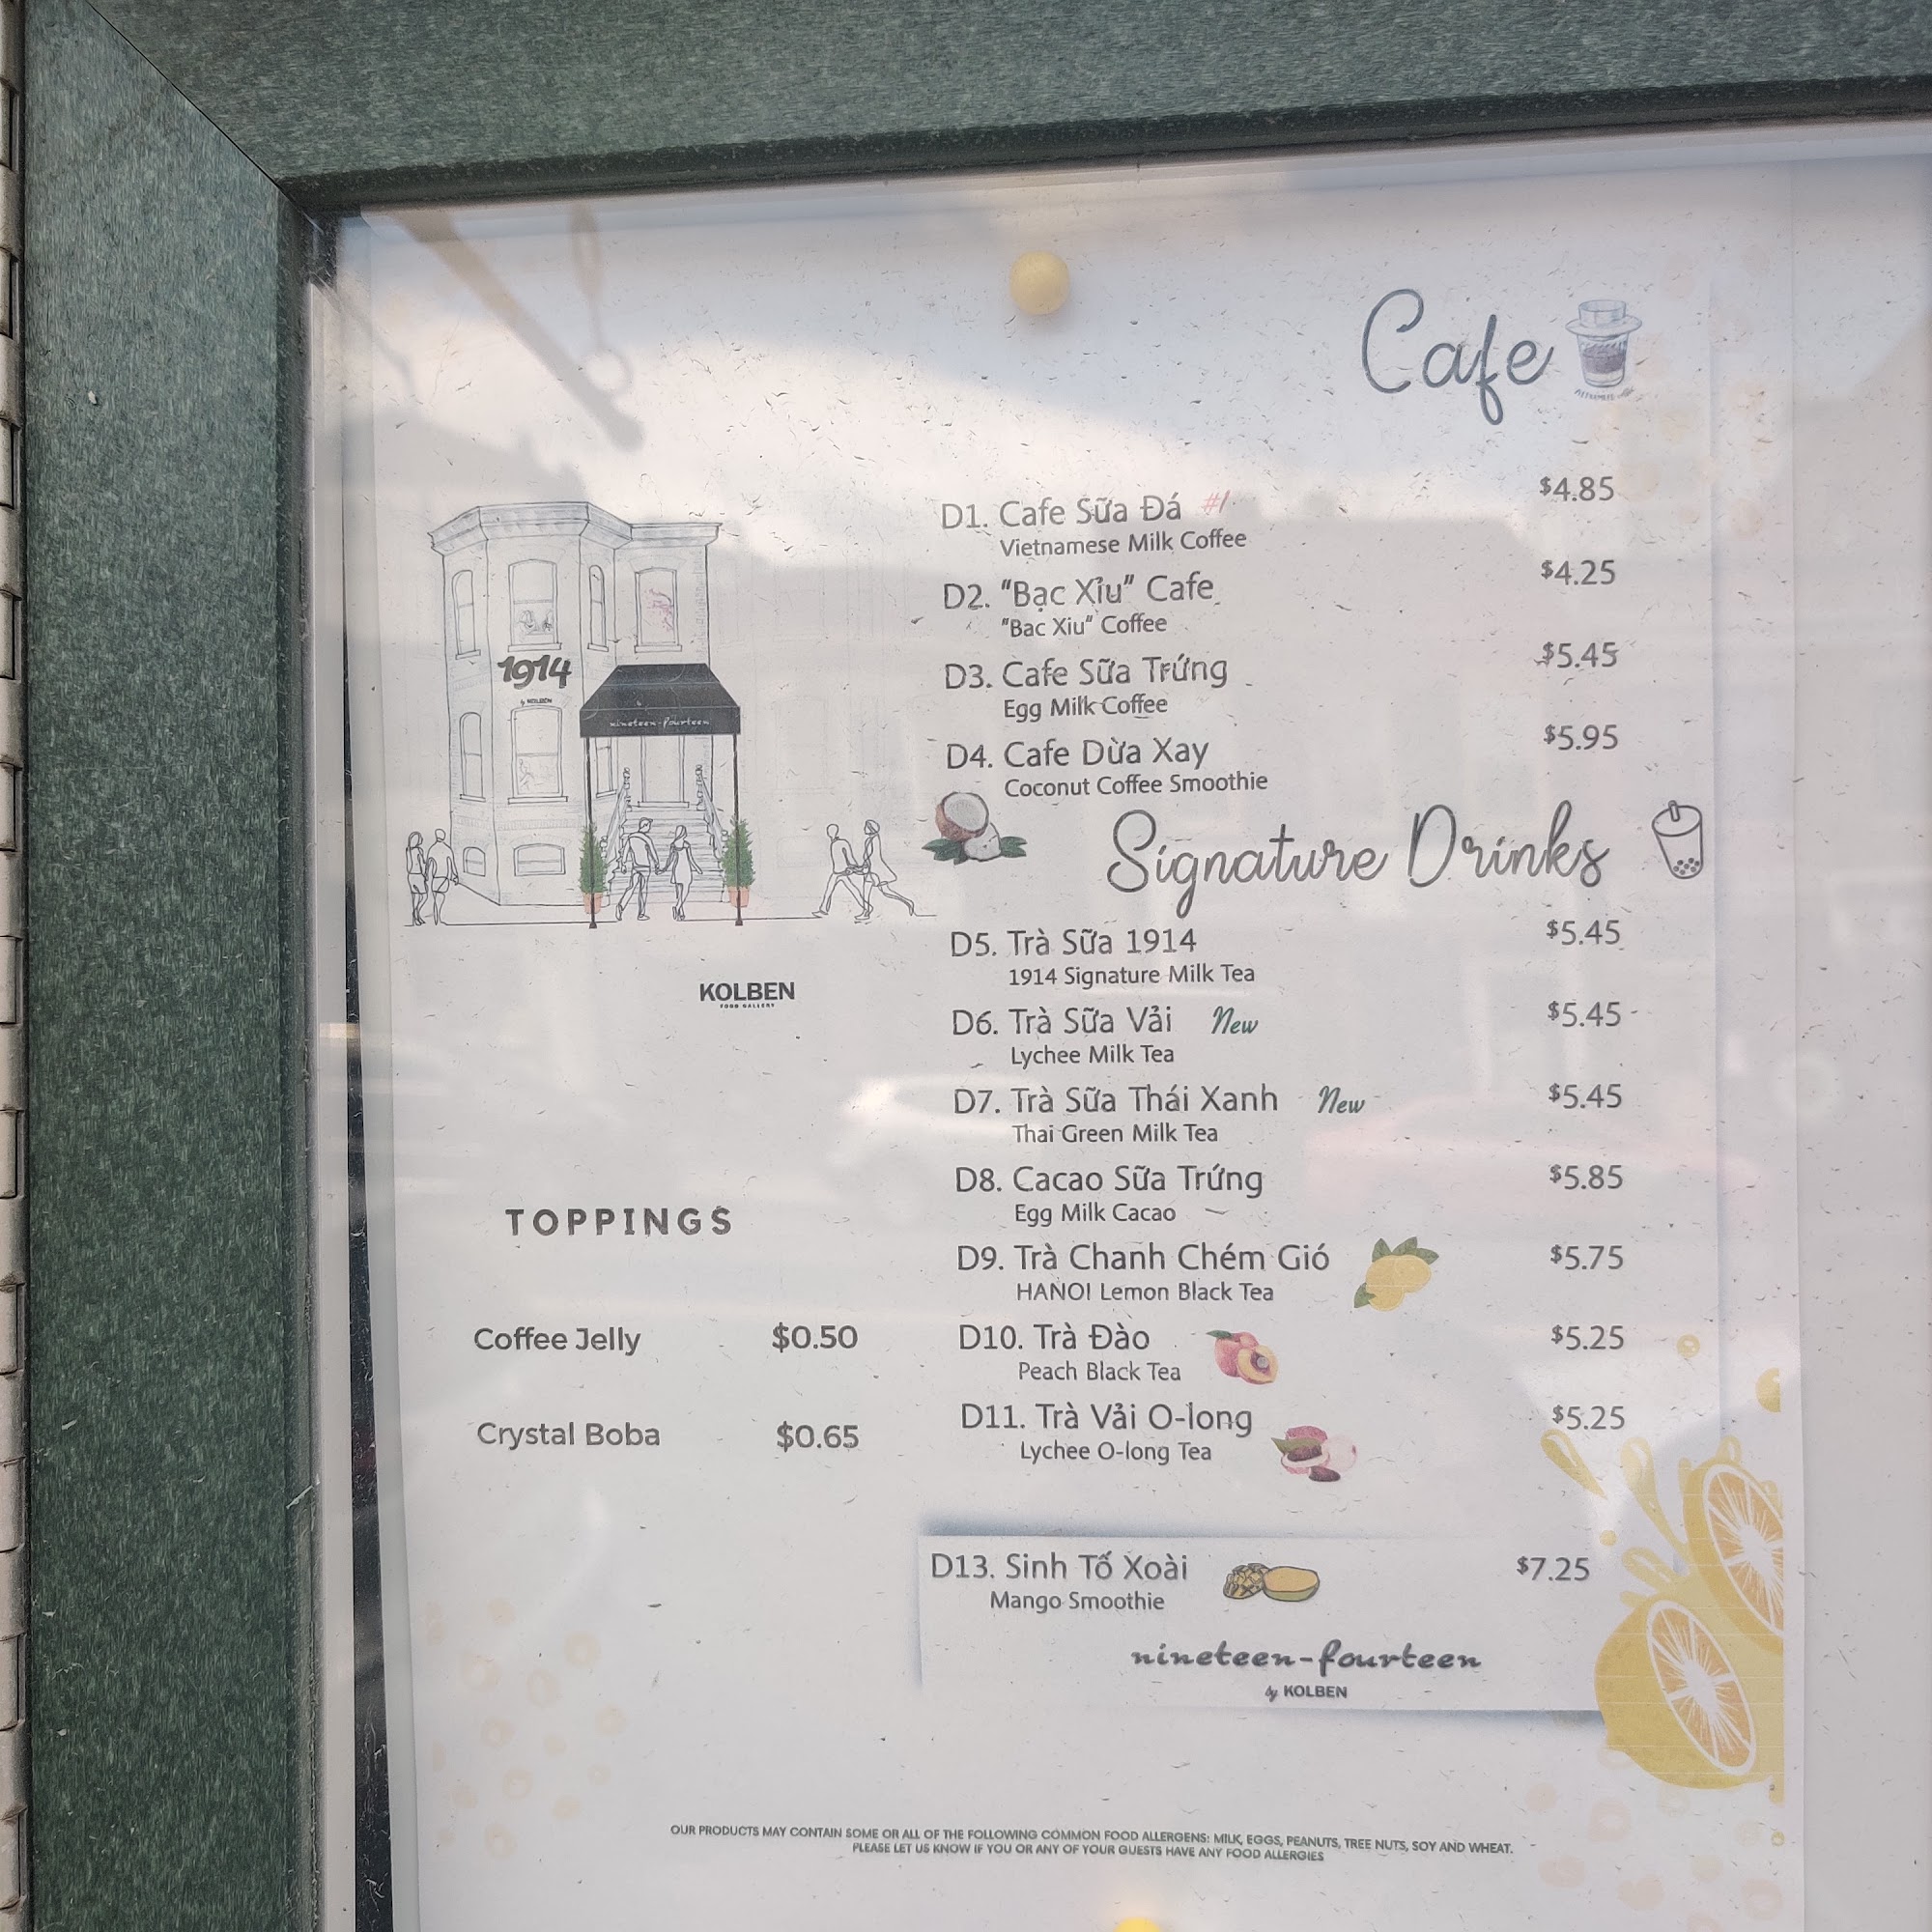 Cafe
D1. Cafe Sữa Đá #1 $4.85
Vietnamese Milk Coffee
D2. "Bạc Xỉu" Cafe $4.25
"Bac Xiu" Coffee
D3. Cafe Sữa Trứng $5.45
Egg Milk Coffee
D4. Cafe Dừa Xay $5.95
Coconut Coffee Smoothie
1914
by KOLBEN
nineteen-fourteen
KOLBEN
FOOD GALLERY
Signature Drinks
D5. Trà Sữa 1914 $5.45
1914 Signature Milk Tea
D6. Trà Sữa Vải New $5.45
Lychee Milk Tea
D7. Trà Sữa Thái Xanh New $5.45
Thai Green Milk Tea
D8. Cacao Sữa Trứng $5.85
Egg Milk Cacao
D9. Trà Chanh Chém Gió $5.75
HANOI Lemon Black Tea
D10. Trà Đào $5.25
Peach Black Tea
D11. Trà Vải O-long $5.25
Lychee O-long Tea
TOPPINGS
Coffee Jelly $0.50
Crystal Boba $0.65
D13. Sinh Tố Xoài $7.25
Mango Smoothie
nineteen-fourteen
by KOLBEN
OUR PRODUCTS MAY CONTAIN SOME OR ALL OF THE FOLLOWING COMMON FOOD ALLERGENS: MILK, EGGS, PEANUTS, TREE NUTS, SOY AND WHEAT.
PLEASE LET US KNOW IF YOU OR ANY OF YOUR GUESTS HAVE ANY FOOD ALLERGIES